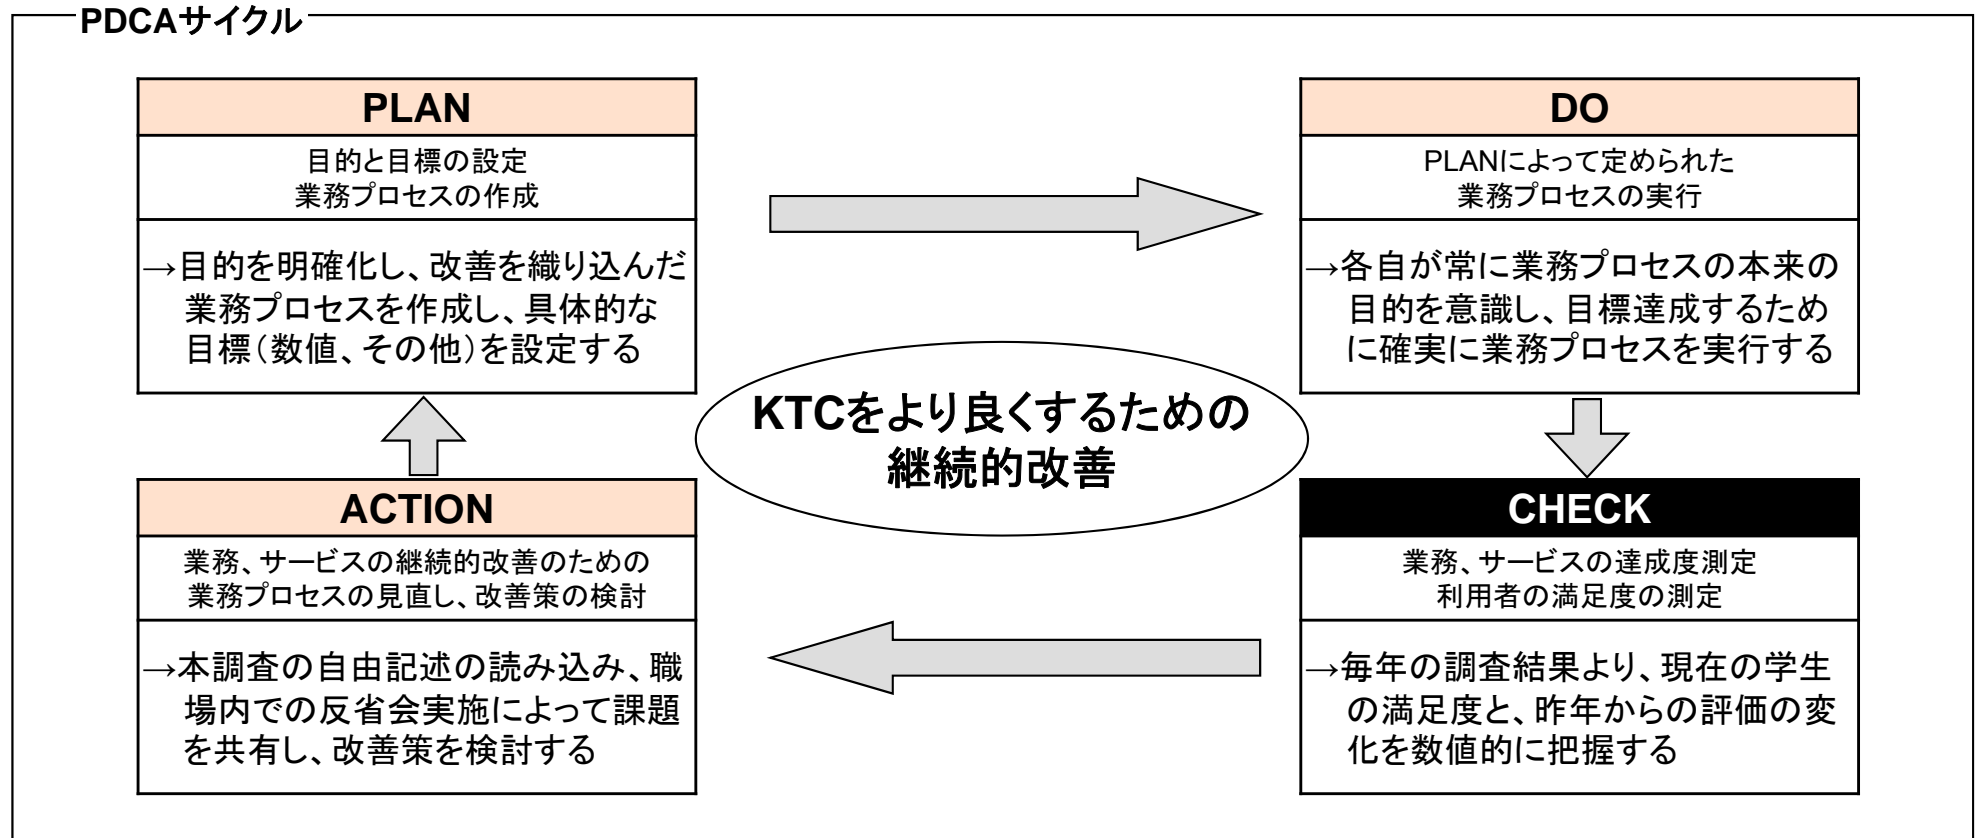 PDCAサイクル
PLAN
目的と目標の設定
業務プロセスの作成
→目的を明確化し、改善を織り込んだ
業務プロセスを作成し、具体的な
目標(数値、その他)を設定する
DO
PLANによって定められた
業務プロセスの実行
→各自が常に業務プロセスの本来の
目的を意識し、目標達成するため
に確実に業務プロセスを実行する
KTCをより良くするための
継続的改善
ACTION
業務、サービスの継続的改善のための
業務プロセスの見直し、改善策の検討
→本調査の自由記述の読み込み、職
場内での反省会実施によって課題
を共有し、改善策を検討する
CHECK
業務、サービスの達成度測定
利用者の満足度の測定
→毎年の調査結果より、現在の学生
の満足度と、昨年からの評価の変
化を数値的に把握する